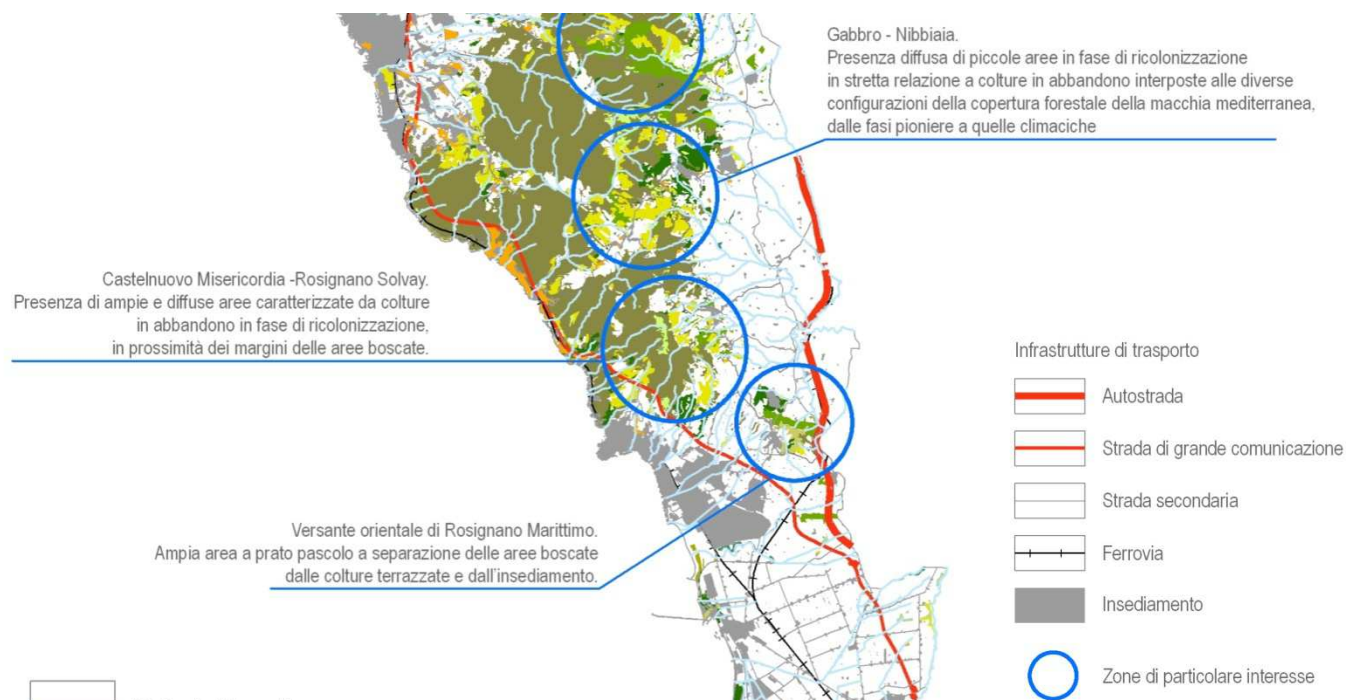 Gabbro - Nibbiaia.
Presenza diffusa di piccole aree in fase di ricolonizzazione
in stretta relazione a colture in abbandono interposte alle diverse
configurazioni della copertura forestale della macchia mediterranea,
dalle fasi pioniere a quelle climaciche
Castelnuovo Misericordia -Rosignano Solvay.
Presenza di ampie e diffuse aree caratterizzate da colture
in abbandono in fase di ricolonizzazione,
in prossimità dei margini delle aree boscate.
Versante orientale di Rosignano Marittimo.
Ampia area a prato pascolo a separazione delle aree boscate
dalle colture terrazzate e dall'insediamento.
Infrastrutture di trasporto
Autostrada
Strada di grande comunicazione
Strada secondaria
Ferrovia
Insediamento
Zone di particolare interesse